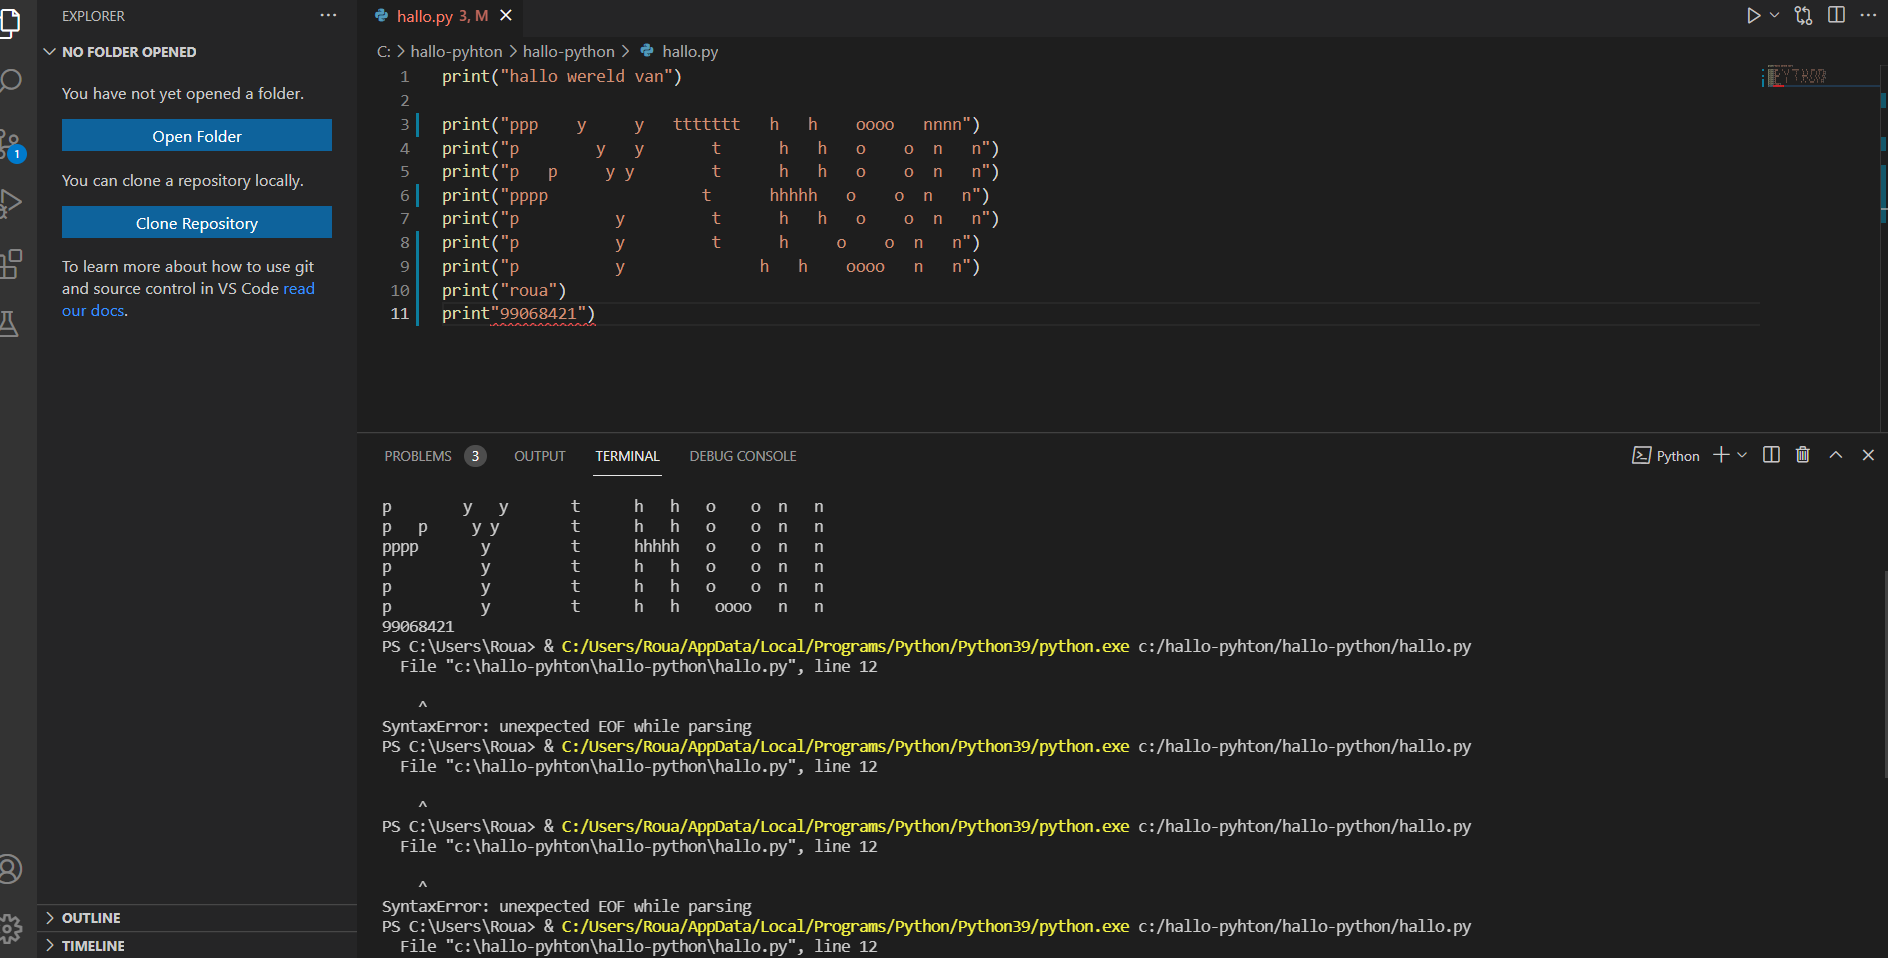 EXPLORER ···
hallo.py 3, M ×
NO FOLDER OPENED
You have not yet opened a folder.
Open Folder
1
You can clone a repository locally.
Clone Repository
To learn more about how to use git
and source control in VS Code read
our docs.
OUTLINE
TIMELINE
C: > hallo-pyhton > hallo-python > hallo.py
1 print("hallo wereld van")
2
3 print("ppp    y     y   ttttttt   h   h    oooo   nnnn")
4 print("p        y   y       t      h   h   o    o  n   n")
5 print("p   p     y y        t      h   h   o    o  n   n")
6 print("pppp                t      hhhhh   o    o  n   n")
7 print("p          y         t      h   h   o    o  n   n")
8 print("p          y         t      h     o    o  n   n")
9 print("p          y              h   h    oooo   n   n")
10 print("roua")
11 print"99068421")
PROBLEMS 3 OUTPUT TERMINAL DEBUG CONSOLE
Python
p        y   y       t      h   h   o    o  n   n
p   p     y y        t      h   h   o    o  n   n
pppp       y         t      hhhhh   o    o  n   n
p          y         t      h   h   o    o  n   n
p          y         t      h   h   o    o  n   n
p          y         t      h   h    oooo   n   n
99068421
PS C:\Users\Roua> & C:/Users/Roua/AppData/Local/Programs/Python/Python39/python.exe c:/hallo-pyhton/hallo-python/hallo.py
File "c:\hallo-pyhton\hallo-python\hallo.py", line 12
^
SyntaxError: unexpected EOF while parsing
PS C:\Users\Roua> & C:/Users/Roua/AppData/Local/Programs/Python/Python39/python.exe c:/hallo-pyhton/hallo-python/hallo.py
File "c:\hallo-pyhton\hallo-python\hallo.py", line 12
^
PS C:\Users\Roua> & C:/Users/Roua/AppData/Local/Programs/Python/Python39/python.exe c:/hallo-pyhton/hallo-python/hallo.py
File "c:\hallo-pyhton\hallo-python\hallo.py", line 12
^
SyntaxError: unexpected EOF while parsing
PS C:\Users\Roua> & C:/Users/Roua/AppData/Local/Programs/Python/Python39/python.exe c:/hallo-pyhton/hallo-python/hallo.py
File "c:\hallo-pyhton\hallo-python\hallo.py", line 12